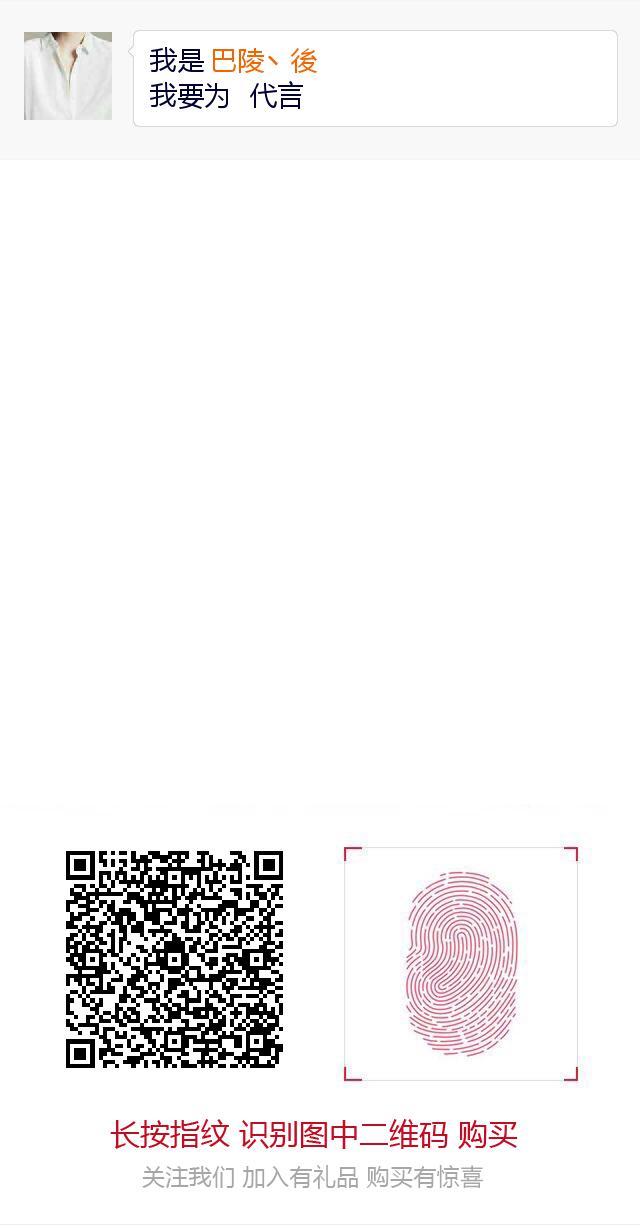 我是 巴陵丶後
我要为 代言
长按指纹 识别图中二维码 购买
关注我们 加入有礼品 购买有惊喜